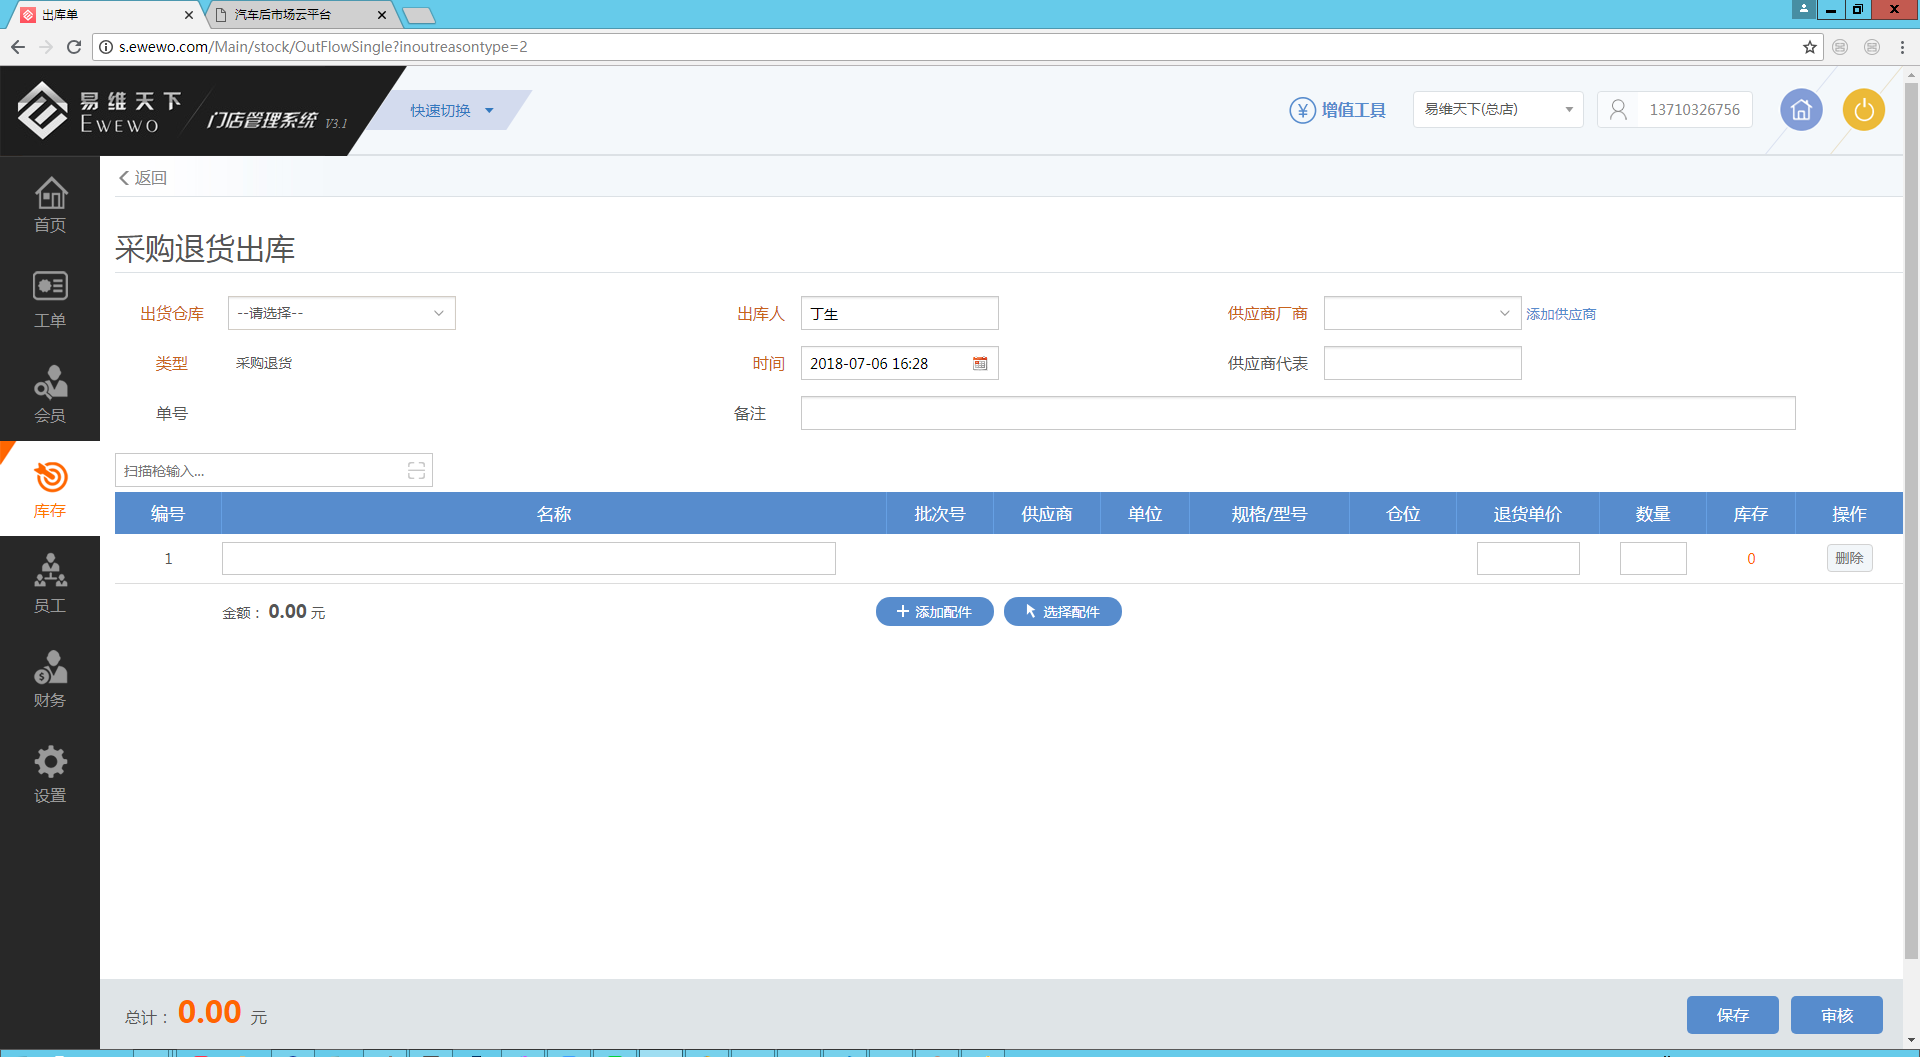 出库单
汽车后市场云平台
s.ewewo.com/Main/stock/OutFlowSingle?inoutreasontype=2
易维天下
EWEWO
门店管理系统 V3.1
快速切换
增值工具
易维天下(总店)
13710326756
首页
工单
会员
库存
员工
财务
设置
返回
采购退货出库
出货仓库 --请选择-- 出库人 丁生 供应商厂商 添加供应商
类型 采购退货 时间 2018-07-06 16:28 供应商代表
单号 备注
扫描枪输入...
编号 名称 批次号 供应商 单位 规格/型号 仓位 退货单价 数量 库存 操作
1 0 删除
金额： 0.00 元 添加配件 选择配件
总计： 0.00 元 保存 审核